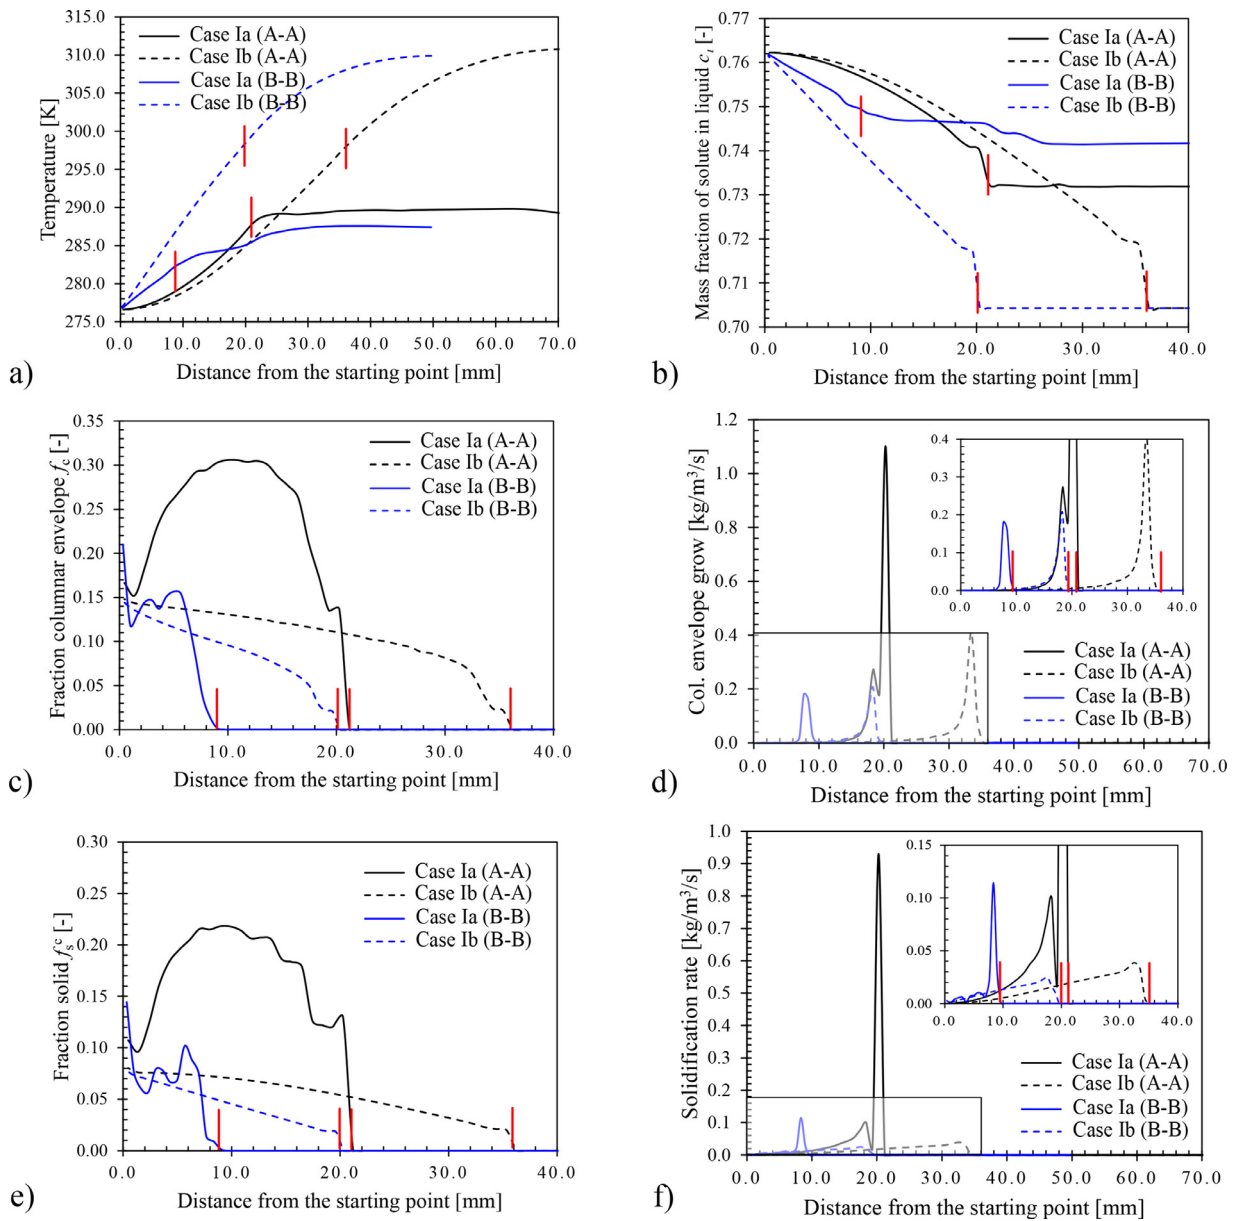 315.0
310.0
305.0
300.0
295.0
290.0
285.0
280.0
275.0
Temperature [K]
Case Ia (A-A)
Case Ib (A-A)
Case Ia (B-B)
Case Ib (B-B)
0.0 10.0 20.0 30.0 40.0 50.0 60.0 70.0
Distance from the starting point [mm]
a)
0.77
0.76
0.75
0.74
0.73
0.72
0.71
0.70
Mass fraction of solute in liquid cₗ [-]
Case Ia (A-A)
Case Ib (A-A)
Case Ia (B-B)
Case Ib (B-B)
0.0 10.0 20.0 30.0 40.0
Distance from the starting point [mm]
b)
0.35
0.30
0.25
0.20
0.15
0.10
0.05
0.00
Fraction columnar envelope f_c [-]
Case Ia (A-A)
Case Ib (A-A)
Case Ia (B-B)
Case Ib (B-B)
0.0 10.0 20.0 30.0 40.0
Distance from the starting point [mm]
c)
1.2
1.0
0.8
0.6
0.4
0.2
0.0
Col. envelope grow [kg/m³/s]
0.4
0.3
0.2
0.1
0.0
0.0 10.0 20.0 30.0 40.0
Case Ia (A-A)
Case Ib (A-A)
Case Ia (B-B)
Case Ib (B-B)
0.0 10.0 20.0 30.0 40.0 50.0 60.0 70.0
Distance from the starting point [mm]
d)
0.30
0.25
0.20
0.15
0.10
0.05
0.00
Fraction solid f_s^c [-]
Case Ia (A-A)
Case Ib (A-A)
Case Ia (B-B)
Case Ib (B-B)
0.0 10.0 20.0 30.0 40.0
Distance from the starting point [mm]
e)
1.0
0.9
0.8
0.7
0.6
0.5
0.4
0.3
0.2
0.1
0.0
Solidification rate [kg/m³/s]
0.15
0.10
0.05
0.00
0.0 10.0 20.0 30.0 40.0
Case Ia (A-A)
Case Ib (A-A)
Case Ia (B-B)
Case Ib (B-B)
0.0 10.0 20.0 30.0 40.0 50.0 60.0 70.0
Distance from the starting point [mm]
f)